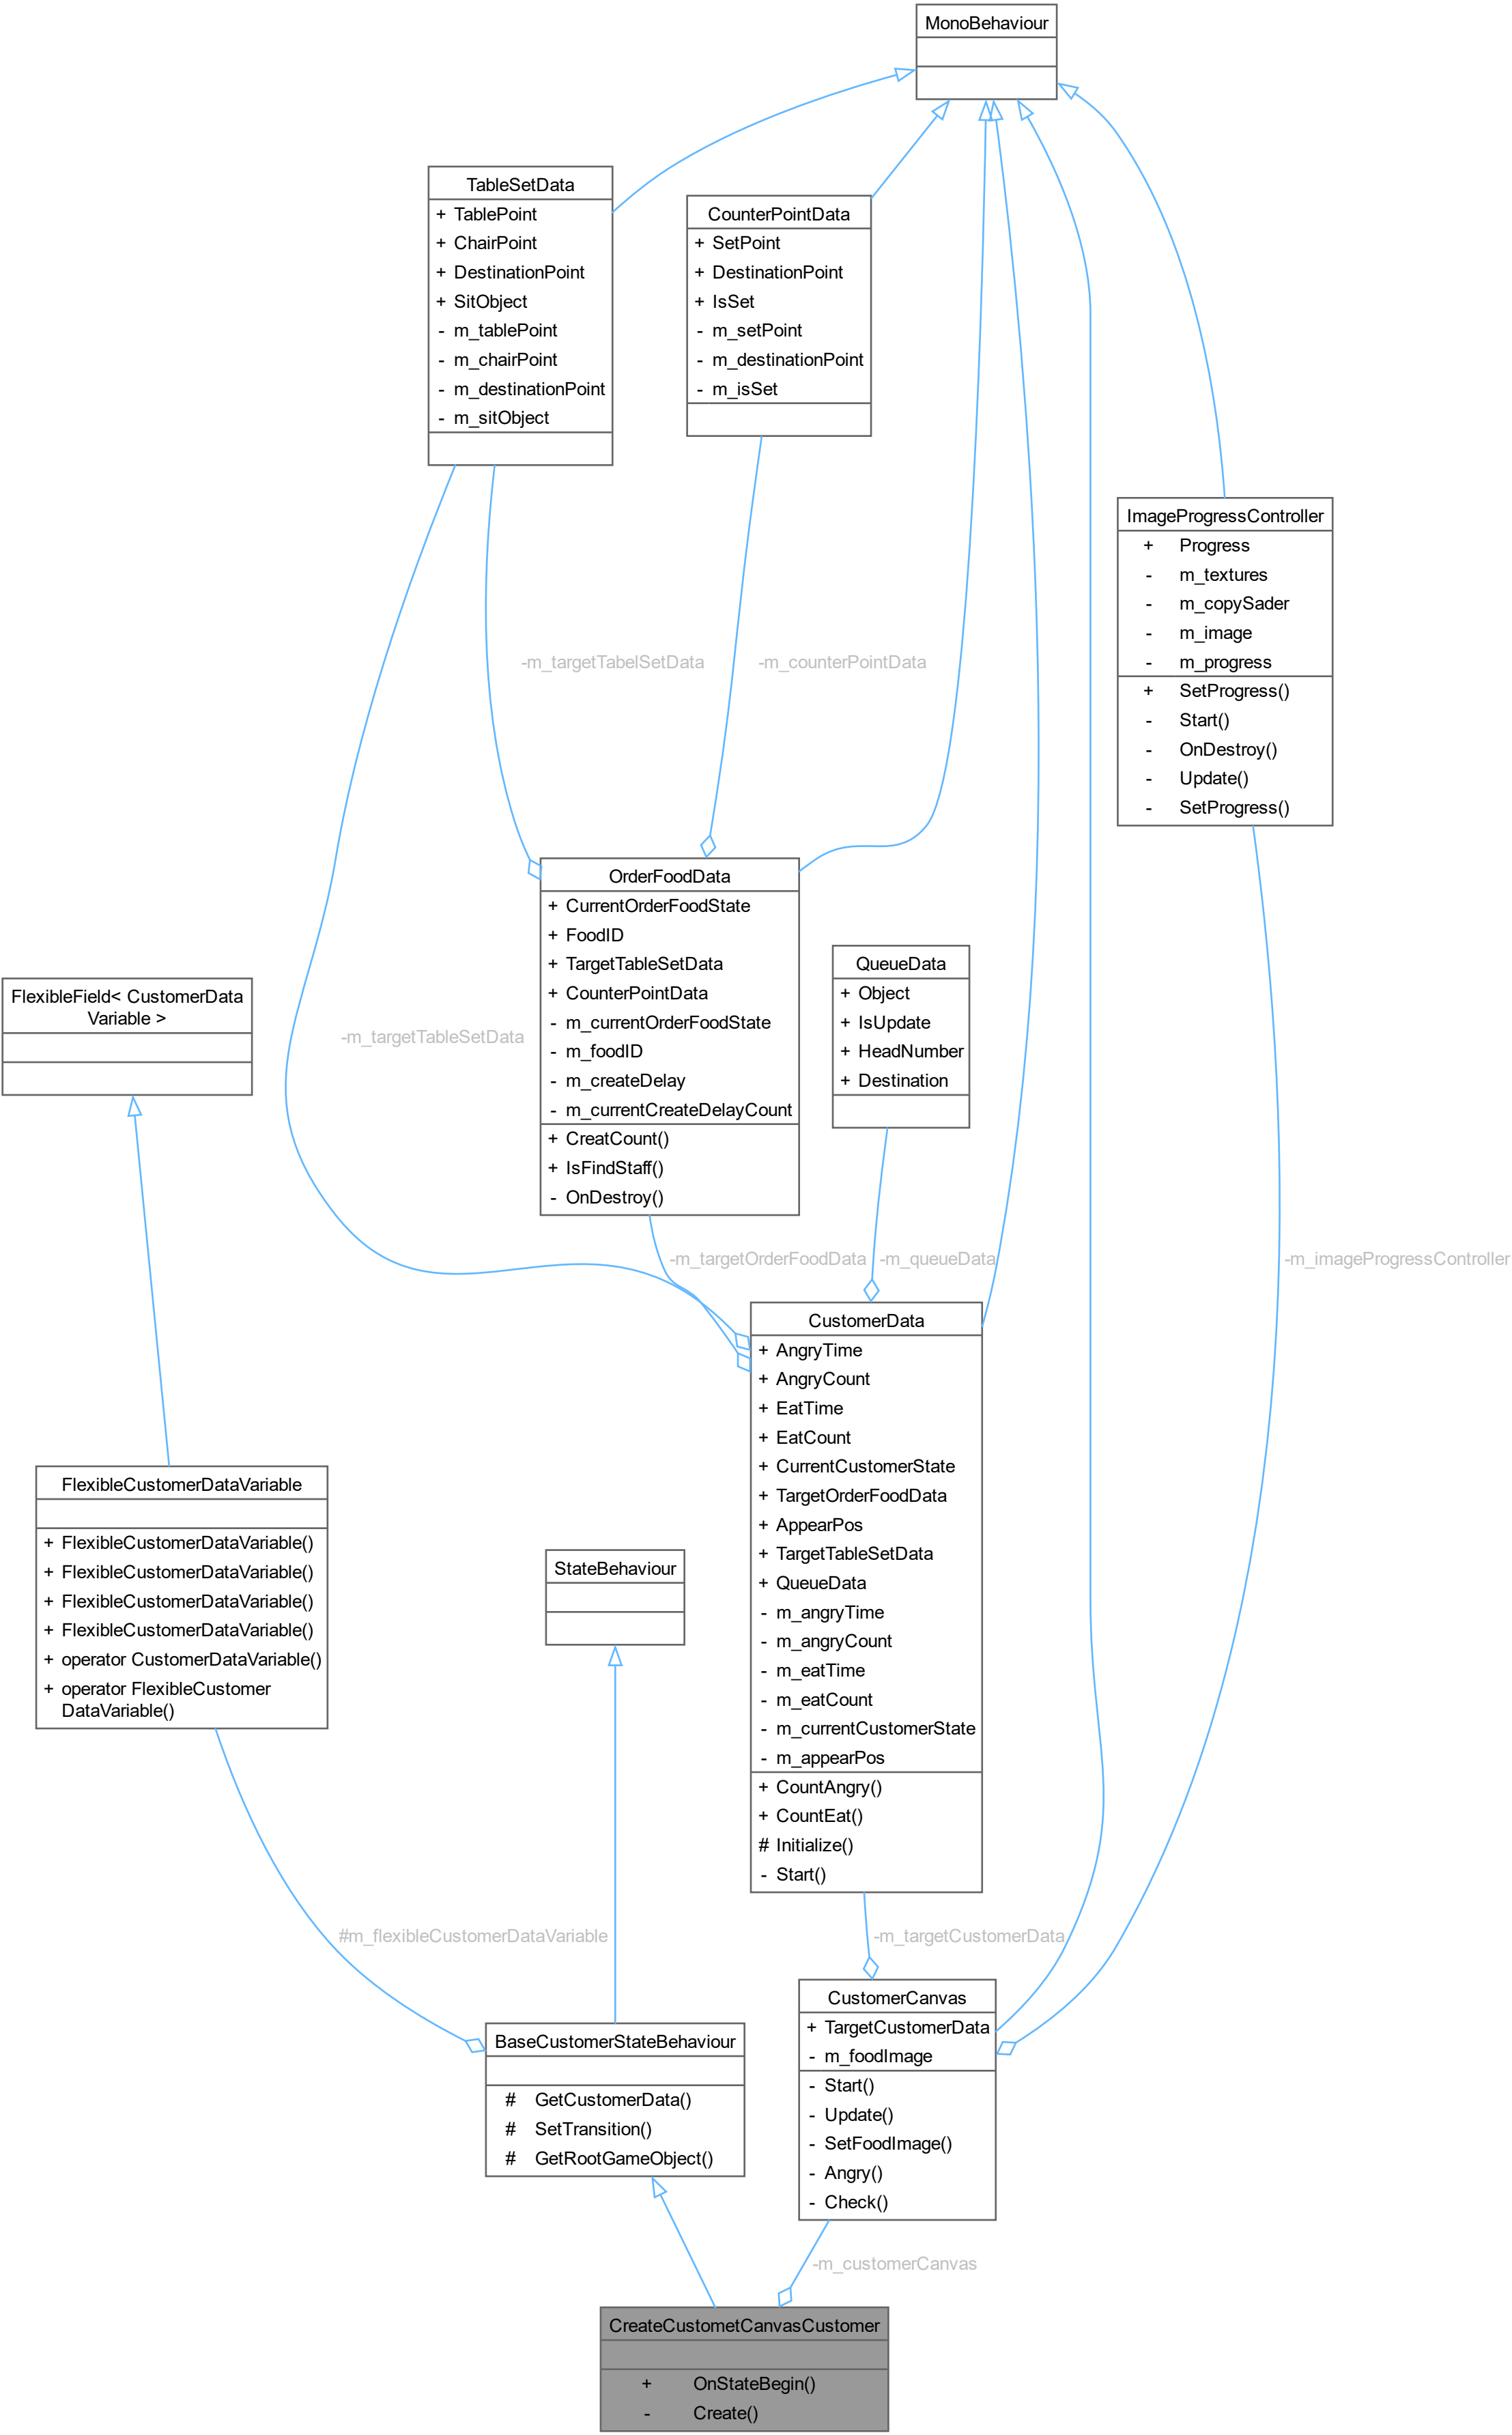 MonoBehaviour
TableSetData
+ TablePoint
+ ChairPoint
+ DestinationPoint
+ SitObject
- m_tablePoint
- m_chairPoint
- m_destinationPoint
- m_sitObject
CounterPointData
+ SetPoint
+ DestinationPoint
+ IsSet
- m_setPoint
- m_destinationPoint
- m_isSet
ImageProgressController
+ Progress
- m_textures
- m_copySader
- m_image
- m_progress
+ SetProgress()
- Start()
- OnDestroy()
- Update()
- SetProgress()
-m_targetTabelSetData
-m_counterPointData
OrderFoodData
+ CurrentOrderFoodState
+ FoodID
+ TargetTableSetData
+ CounterPointData
- m_currentOrderFoodState
- m_foodID
- m_createDelay
- m_currentCreateDelayCount
+ CreatCount()
+ IsFindStaff()
- OnDestroy()
QueueData
+ Object
+ IsUpdate
+ HeadNumber
+ Destination
FlexibleField< CustomerData
Variable >
-m_targetTableSetData
-m_targetOrderFoodData
-m_queueData
-m_imageProgressController
CustomerData
+ AngryTime
+ AngryCount
+ EatTime
+ EatCount
+ CurrentCustomerState
+ TargetOrderFoodData
+ AppearPos
+ TargetTableSetData
+ QueueData
- m_angryTime
- m_angryCount
- m_eatTime
- m_eatCount
- m_currentCustomerState
- m_appearPos
+ CountAngry()
+ CountEat()
# Initialize()
- Start()
FlexibleCustomerDataVariable
+ FlexibleCustomerDataVariable()
+ FlexibleCustomerDataVariable()
+ FlexibleCustomerDataVariable()
+ FlexibleCustomerDataVariable()
+ operator CustomerDataVariable()
+ operator FlexibleCustomer
DataVariable()
StateBehaviour
#m_flexibleCustomerDataVariable
-m_targetCustomerData
BaseCustomerStateBehaviour
# GetCustomerData()
# SetTransition()
# GetRootGameObject()
CustomerCanvas
+ TargetCustomerData
- m_foodImage
- Start()
- Update()
- SetFoodImage()
- Angry()
- Check()
-m_customerCanvas
CreateCustometCanvasCustomer
+ OnStateBegin()
- Create()